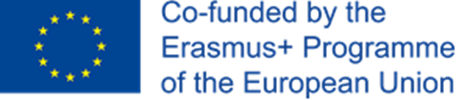 Co-funded by the
Erasmus+ Programme
of the European Union